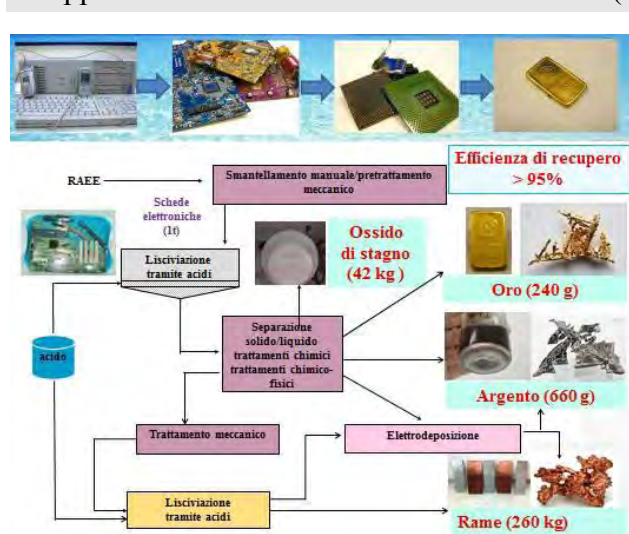 Efficienza di recupero
> 95%
RAEE
Smantellamento manuale/pretrattamento
meccanico
Schede
elettroniche
(1t)
Lisciviazione
tramite acidi
Ossido
di stagno
(42 kg )
Oro (240 g)
acido
Separazione
solido/liquido
trattamenti chimici
trattamenti chimico-
fisici
Argento (660 g)
Trattamento meccanico
Elettrodeposizione
Lisciviazione
tramite acidi
Rame (260 kg)